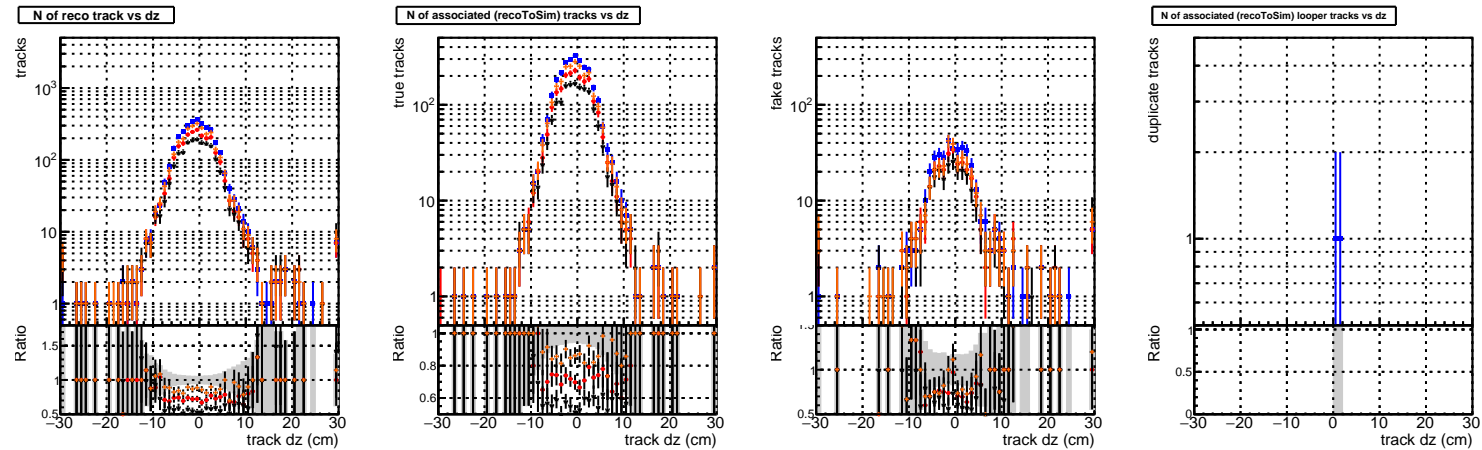 N of reco track vs dz
tracks
10³
10²
10
1
Ratio
1.5
1
0.5
−30 −20 −10 0 10 20 30
track dz (cm)
N of associated (recoToSim) tracks vs dz
true tracks
10²
10
1
Ratio
1
0.8
0.6
−30 −20 −10 0 10 20 30
track dz (cm)
fake tracks
10²
10
1
Ratio
1
0.5
−30 −20 −10 0 10 20 30
track dz (cm)
N of associated (recoToSim) looper tracks vs dz
duplicate tracks
1
Ratio
1
0.5
0
−30 −20 −10 0 10 20 30
track dz (cm)